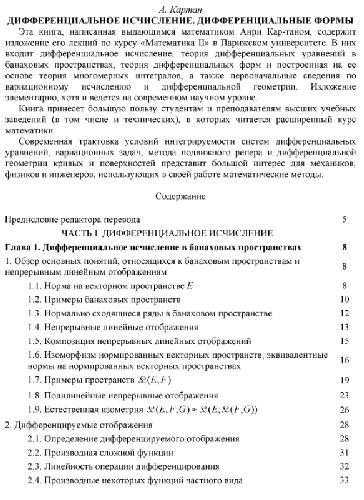 А. Картан
ДИФФЕРЕНЦИАЛЬНОЕ ИСЧИСЛЕНИЕ. ДИФФЕРЕНЦИАЛЬНЫЕ ФОРМЫ
Эта книга, написанная выдающимся математиком Анри Кар-таном, содержит
изложение его лекций по курсу «Математика II» в Парижском университете. В них
входит дифференциальное исчисление, теория дифференциальных уравнений в
банаховых пространствах, теория дифференциальных форм и построенная на ее
основе теория многомерных интегралов, а также первоначальные сведения по
вариационному исчислению и дифференциальной геометрии. Изложение
элементарно, хотя и ведется на современном научном уровне.
Книга принесет большую пользу студентам и преподавателям высших учебных
заведений (в том числе и технических), в которых читается расширенный курс
математики.
Современная трактовка условий интегрируемости систем дифференциальных
уравнений, вариационных задач, метода подвижного репера и дифференциальной
геометрии кривых и поверхностей представит большой интерес для механиков,
физиков и инженеров, использующих в своей работе математические методы.
Содержание
Предисловие редактора перевода 5
ЧАСТЬ I ДИФФЕРЕНЦИАЛЬНОЕ ИСЧИСЛЕНИЕ
Глава 1. Дифференциальное исчисление в банаховых пространствах 8
1. Обзор основных понятий, относящихся к банаховым пространствам и
непрерывным линейным отображениям 8
1.1. Норма на векторном пространстве E 8
1.2. Примеры банаховых пространств 10
1.3. Нормально сходящиеся ряды в банаховом пространстве 12
1.4. Непрерывные линейные отображения 13
1.5. Композиция непрерывных линейных отображений 15
1.6. Изоморфизм нормированных векторных пространств, эквивалентные
нормы на нормированных векторных пространствах 16
1.7. Примеры пространств ℒ(E,F) 19
1.8. Полилинейные непрерывные отображения 23
1.9. Естественная изометрия ℒ(E,F;G) ≈ ℒ(E;ℒ(F,G)) 26
2. Дифференцируемые отображения 28
2.1. Определение дифференцируемого отображения 28
2.2. Производная сложной функции 31
2.3. Линейность операции дифференцирования 32
2.4. Производные некоторых функций частного вида 33